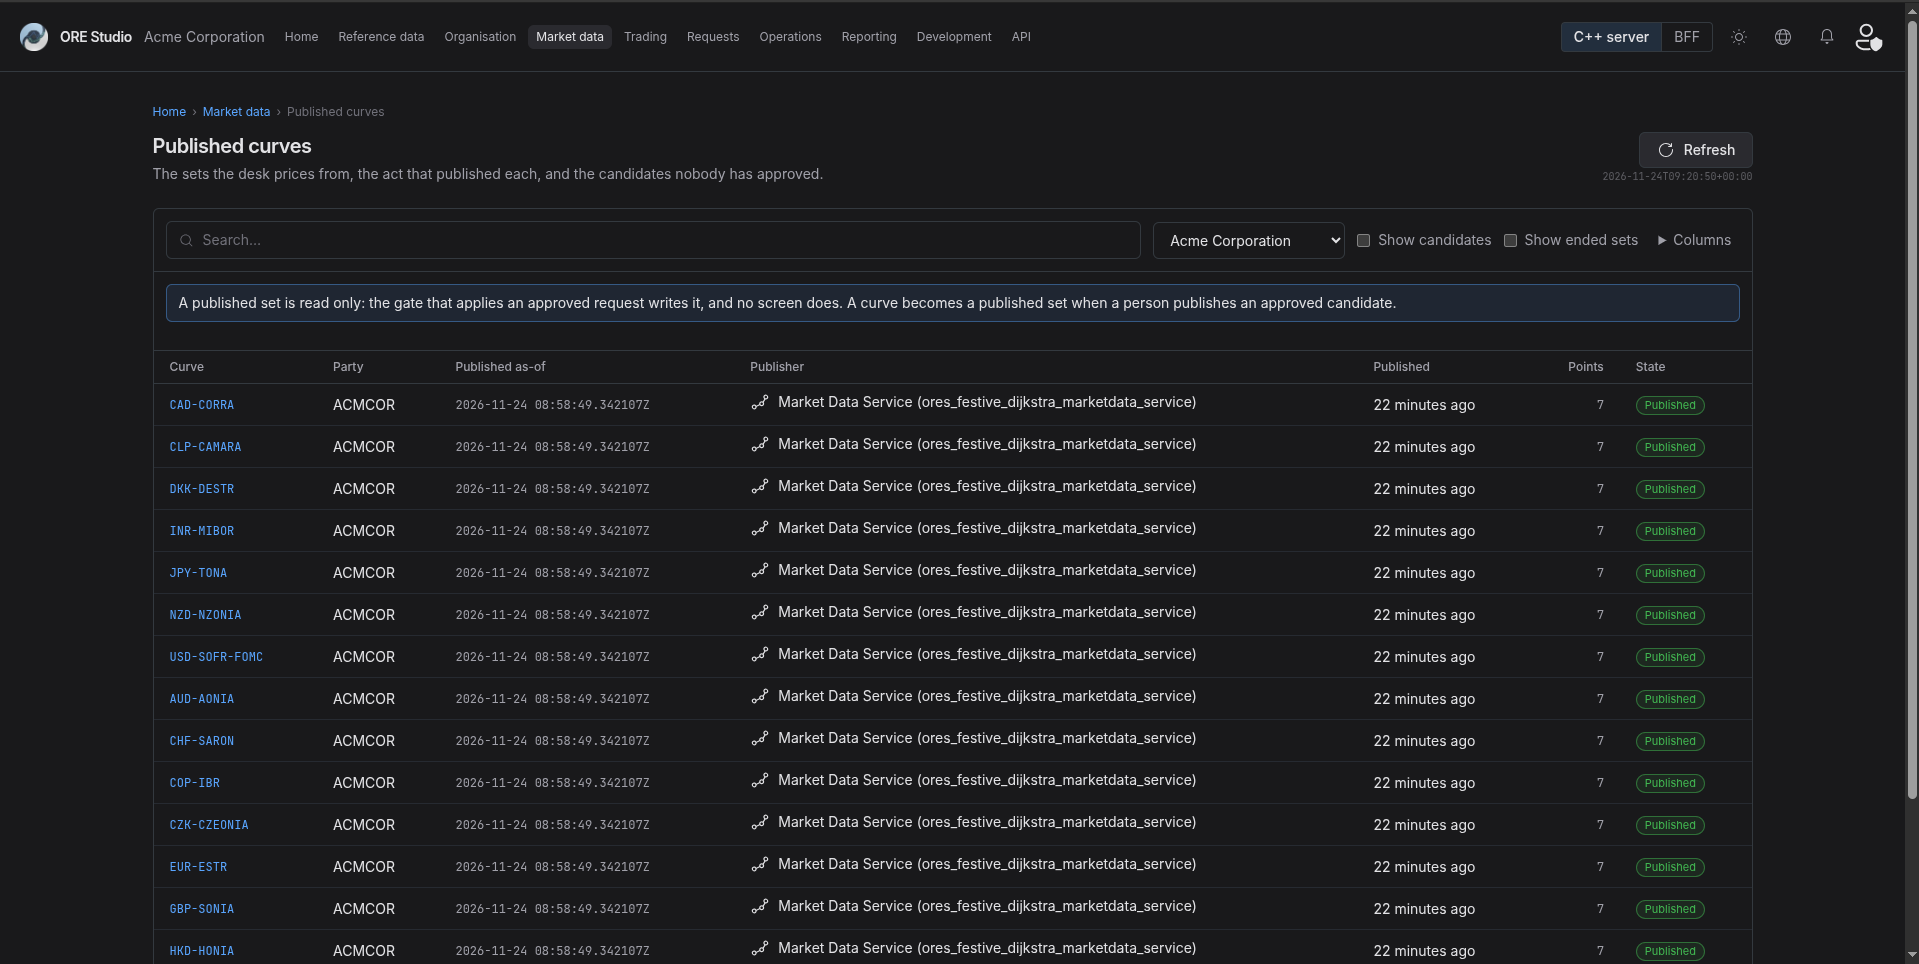 ORE Studio Acme Corporation Home Reference data Organisation Market data Trading Requests Operations Reporting Development API C++ server BFF
Home › Market data › Published curves
Published curves
Refresh
The sets the desk prices from, the act that published each, and the candidates nobody has approved.
2026-11-24T09:20:50+00:00
Search... Acme Corporation Show candidates Show ended sets Columns
A published set is read only: the gate that applies an approved request writes it, and no screen does. A curve becomes a published set when a person publishes an approved candidate.
Curve Party Published as-of Publisher Published Points State
CAD-CORRA ACMCOR 2026-11-24 08:58:49.342107Z Market Data Service (ores_festive_dijkstra_marketdata_service) 22 minutes ago 7 Published
CLP-CAMARA ACMCOR 2026-11-24 08:58:49.342107Z Market Data Service (ores_festive_dijkstra_marketdata_service) 22 minutes ago 7 Published
DKK-DESTR ACMCOR 2026-11-24 08:58:49.342107Z Market Data Service (ores_festive_dijkstra_marketdata_service) 22 minutes ago 7 Published
INR-MIBOR ACMCOR 2026-11-24 08:58:49.342107Z Market Data Service (ores_festive_dijkstra_marketdata_service) 22 minutes ago 7 Published
JPY-TONA ACMCOR 2026-11-24 08:58:49.342107Z Market Data Service (ores_festive_dijkstra_marketdata_service) 22 minutes ago 7 Published
NZD-NZONIA ACMCOR 2026-11-24 08:58:49.342107Z Market Data Service (ores_festive_dijkstra_marketdata_service) 22 minutes ago 7 Published
USD-SOFR-FOMC ACMCOR 2026-11-24 08:58:49.342107Z Market Data Service (ores_festive_dijkstra_marketdata_service) 22 minutes ago 7 Published
AUD-AONIA ACMCOR 2026-11-24 08:58:49.342107Z Market Data Service (ores_festive_dijkstra_marketdata_service) 22 minutes ago 7 Published
CHF-SARON ACMCOR 2026-11-24 08:58:49.342107Z Market Data Service (ores_festive_dijkstra_marketdata_service) 22 minutes ago 7 Published
COP-IBR ACMCOR 2026-11-24 08:58:49.342107Z Market Data Service (ores_festive_dijkstra_marketdata_service) 22 minutes ago 7 Published
CZK-CZEONIA ACMCOR 2026-11-24 08:58:49.342107Z Market Data Service (ores_festive_dijkstra_marketdata_service) 22 minutes ago 7 Published
EUR-ESTR ACMCOR 2026-11-24 08:58:49.342107Z Market Data Service (ores_festive_dijkstra_marketdata_service) 22 minutes ago 7 Published
GBP-SONIA ACMCOR 2026-11-24 08:58:49.342107Z Market Data Service (ores_festive_dijkstra_marketdata_service) 22 minutes ago 7 Published
HKD-HONIA ACMCOR 2026-11-24 08:58:49.342107Z Market Data Service (ores_festive_dijkstra_marketdata_service) 22 minutes ago 7 Published